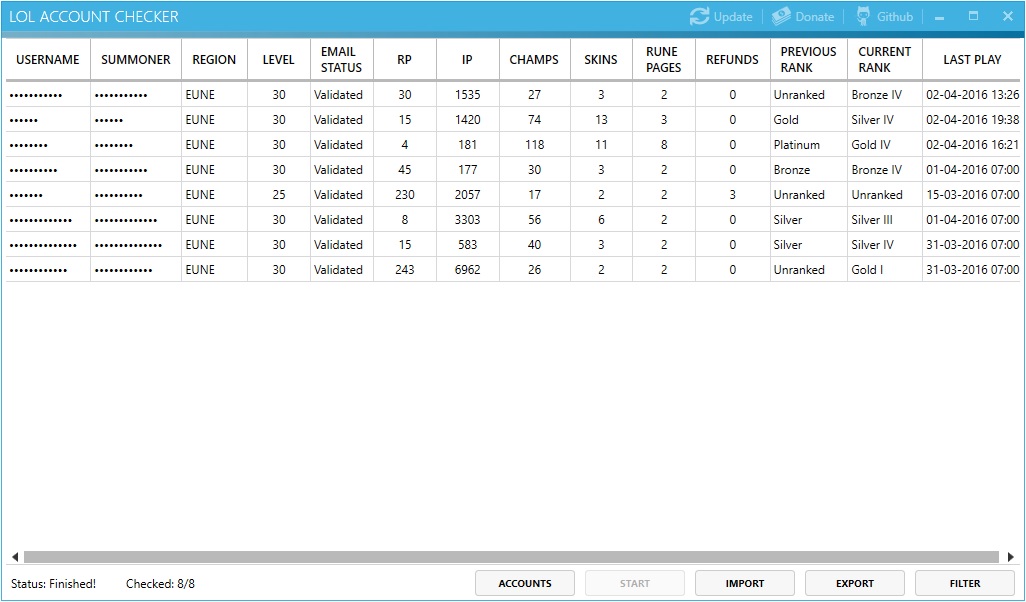 LOL ACCOUNT CHECKER Update Donate Github
USERNAME SUMMONER REGION LEVEL EMAIL STATUS RP IP CHAMPS SKINS RUNE PAGES REFUNDS PREVIOUS RANK CURRENT RANK LAST PLAY
••••••••••• ••••••••••• EUNE 30 Validated 30 1535 27 3 2 0 Unranked Bronze IV 02-04-2016 13:26
•••••• •••••• EUNE 30 Validated 15 1420 74 13 3 0 Gold Silver IV 02-04-2016 19:38
•••••••• •••••••• EUNE 30 Validated 4 181 118 11 8 0 Platinum Gold IV 02-04-2016 16:21
•••••••••• •••••••••• EUNE 30 Validated 45 177 30 3 2 0 Bronze Bronze IV 01-04-2016 07:00
••••••• •••••••••• EUNE 25 Validated 230 2057 17 2 2 3 Unranked Unranked 15-03-2016 07:00
••••••••••••• ••••••••••••• EUNE 30 Validated 8 3303 56 6 2 0 Silver Silver III 01-04-2016 07:00
•••••••••••••• •••••••••••••• EUNE 30 Validated 15 583 40 3 2 0 Silver Silver IV 31-03-2016 07:00
•••••••••••• •••••••••••• EUNE 30 Validated 243 6962 26 2 2 0 Unranked Gold I 31-03-2016 07:00
Status: Finished! Checked: 8/8 ACCOUNTS START IMPORT EXPORT FILTER